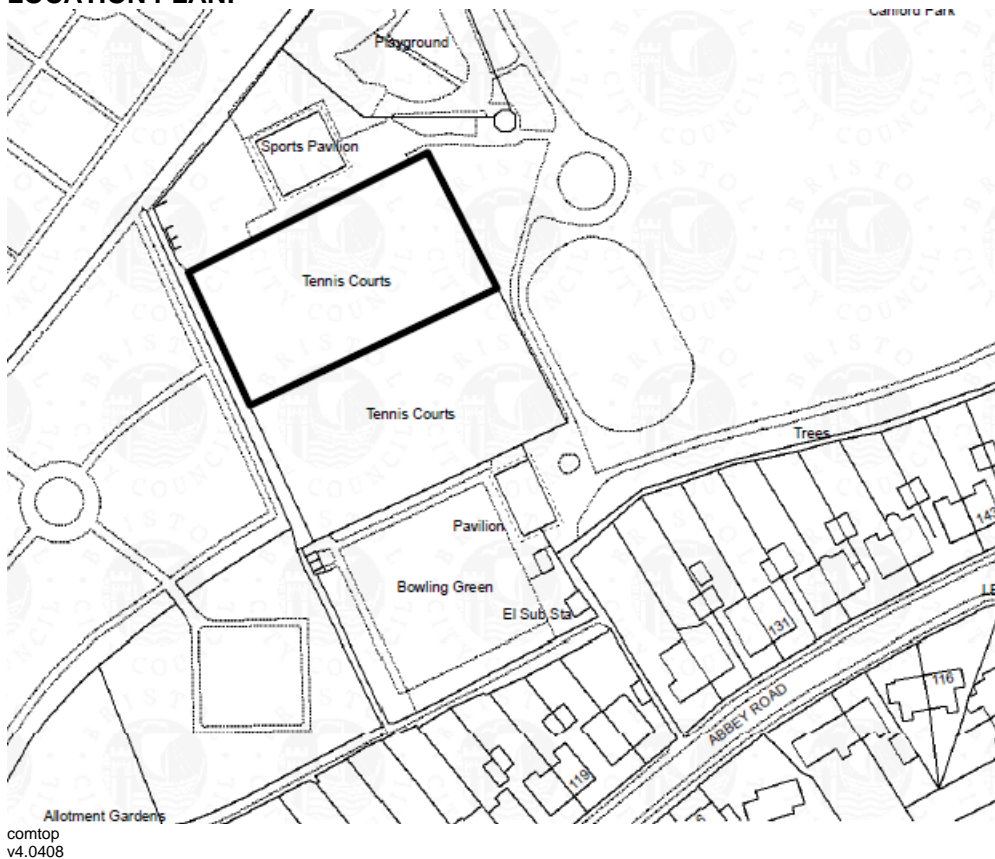 LOCATION PLAN:
Canford Park
Playground
Sports Pavilion
Tennis Courts
Tennis Courts
Trees
143
Pavilion
Bowling Green
El Sub Sta
131
116
ABBEY ROAD
119
Allotment Gardens
comtop
v4.0408